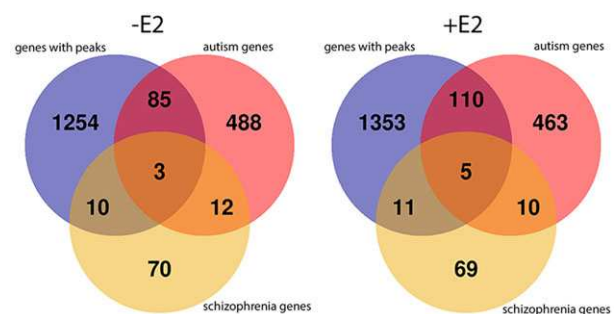 -E2
+E2
genes with peaks
autism genes
genes with peaks
autism genes
85
110
1254
488
1353
463
3
5
10
12
11
10
70
69
schizophrenia genes
schizophrenia genes